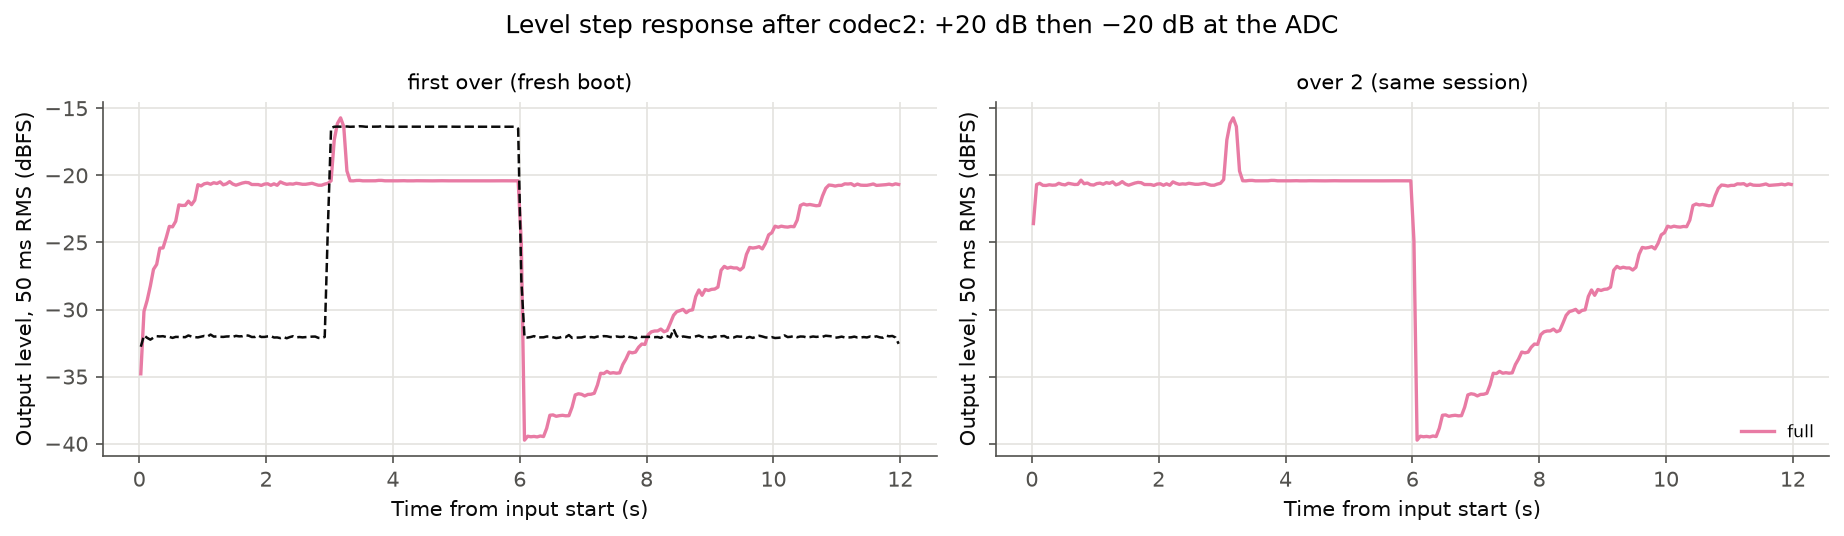 Level step response after codec2: +20 dB then −20 dB at the ADC
first over (fresh boot)
Output level, 50 ms RMS (dBFS)
−15
−20
−25
−30
−35
−40
0 2 4 6 8 10 12
Time from input start (s)
over 2 (same session)
Output level, 50 ms RMS (dBFS)
full
0 2 4 6 8 10 12
Time from input start (s)